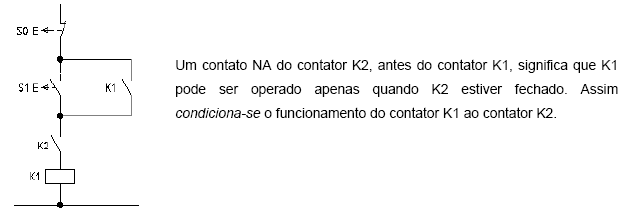 S0 E
S1 E
K1
K2
K1
Um contato NA do contator K2, antes do contator K1, significa que K1
pode ser operado apenas quando K2 estiver fechado. Assim
condiciona-se o funcionamento do contator K1 ao contator K2.